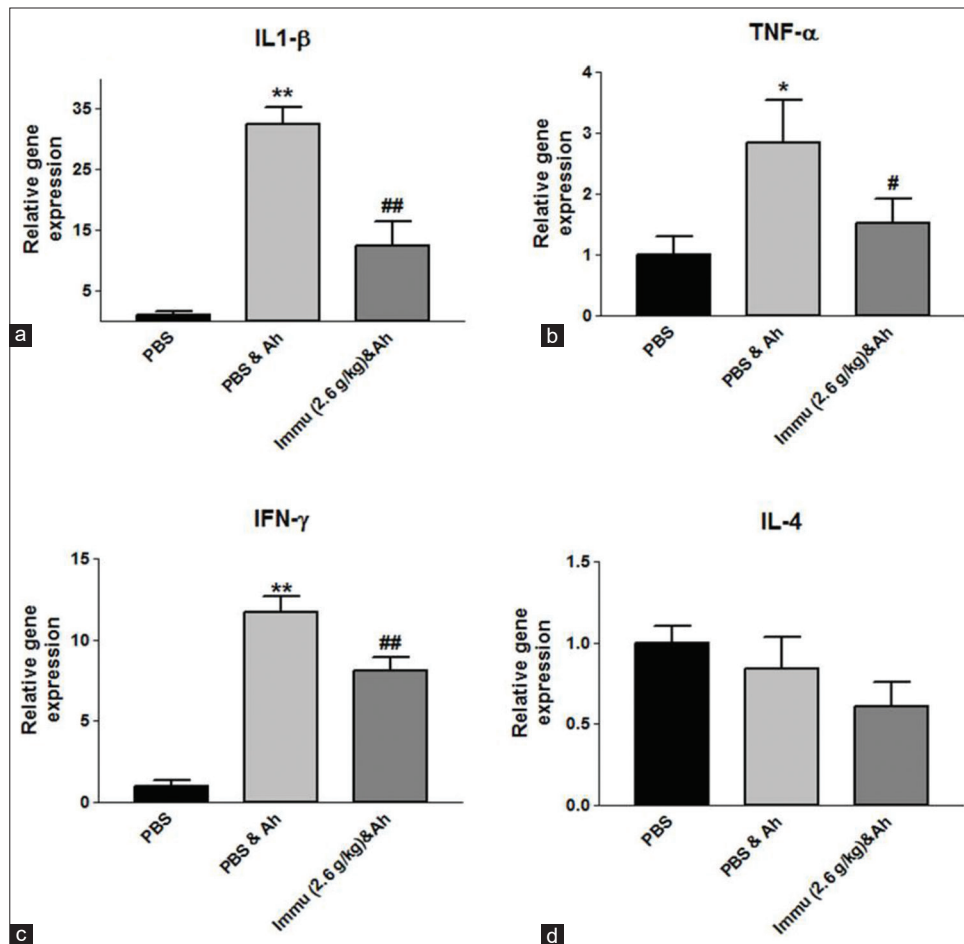 IL1-β
Relative gene
expression
35
15
5
**
##
PBS
PBS & Ah
Immu (2.6 g/kg)&Ah
a
TNF-α
Relative gene
expression
4
3
2
1
0
*
#
PBS
PBS & Ah
Immu (2.6 g/kg)&Ah
b
IFN-γ
Relative gene
expression
15
10
5
0
**
##
PBS
PBS & Ah
Immu (2.6 g/kg)&Ah
c
IL-4
Relative gene
expression
1.5
1.0
0.5
0.0
PBS
PBS & Ah
Immu (2.6 g/kg)&Ah
d